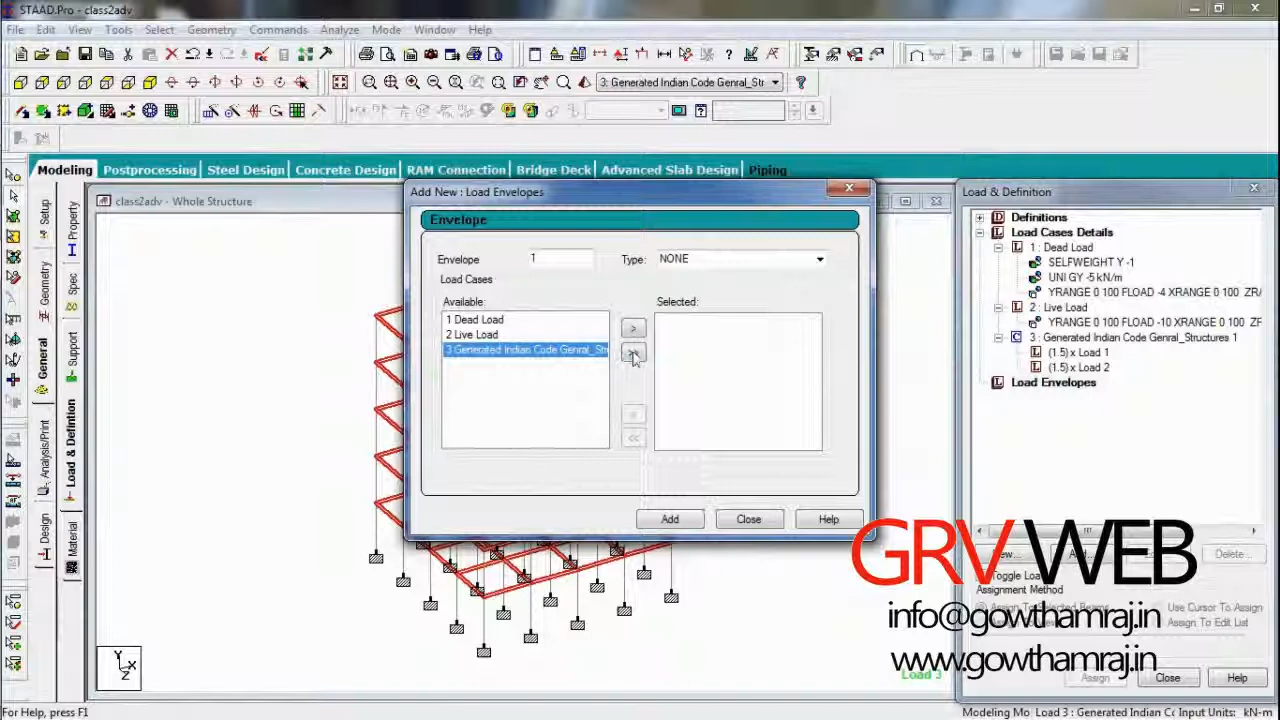 STAAD.Pro - class2adv
File Edit View Tools Select Geometry Commands Analyze Mode Window Help
3: Generated Indian Code Genral_Str
Modeling Postprocessing Steel Design Concrete Design RAM Connection Bridge Deck Advanced Slab Design Piping
class2adv - Whole Structure
Setup
Geometry
General
Analysis/Print
Design
Property
Spec
Support
Load & Definition
Material
Add New : Load Envelopes
Envelope
Envelope 1 Type: NONE
Load Cases
Available: Selected:
1 Dead Load
2 Live Load
3 Generated Indian Code Genral_Str
>
<<
Add Close Help
Load & Definition
Definitions
Load Cases Details
1 : Dead Load
SELFWEIGHT Y -1
UNI GY -5 kN/m
YRANGE 0 100 FLOAD -4 XRANGE 0 100 ZRA
2 : Live Load
YRANGE 0 100 FLOAD -10 XRANGE 0 100 ZR
3 : Generated Indian Code Genral_Structures 1
(1.5) x Load 1
(1.5) x Load 2
Load Envelopes
Delete...
Toggle Loa
Assignment Method
Use Cursor To Assign
Assign To Edit List
Assign Close Help
GRV WEB
info@gowthamraj.in
www.gowthamraj.in
Load 3
Y
X
Z
For Help, press F1
Modeling Mo Load 3 : Generated Indian Cc Input Units: kN-m